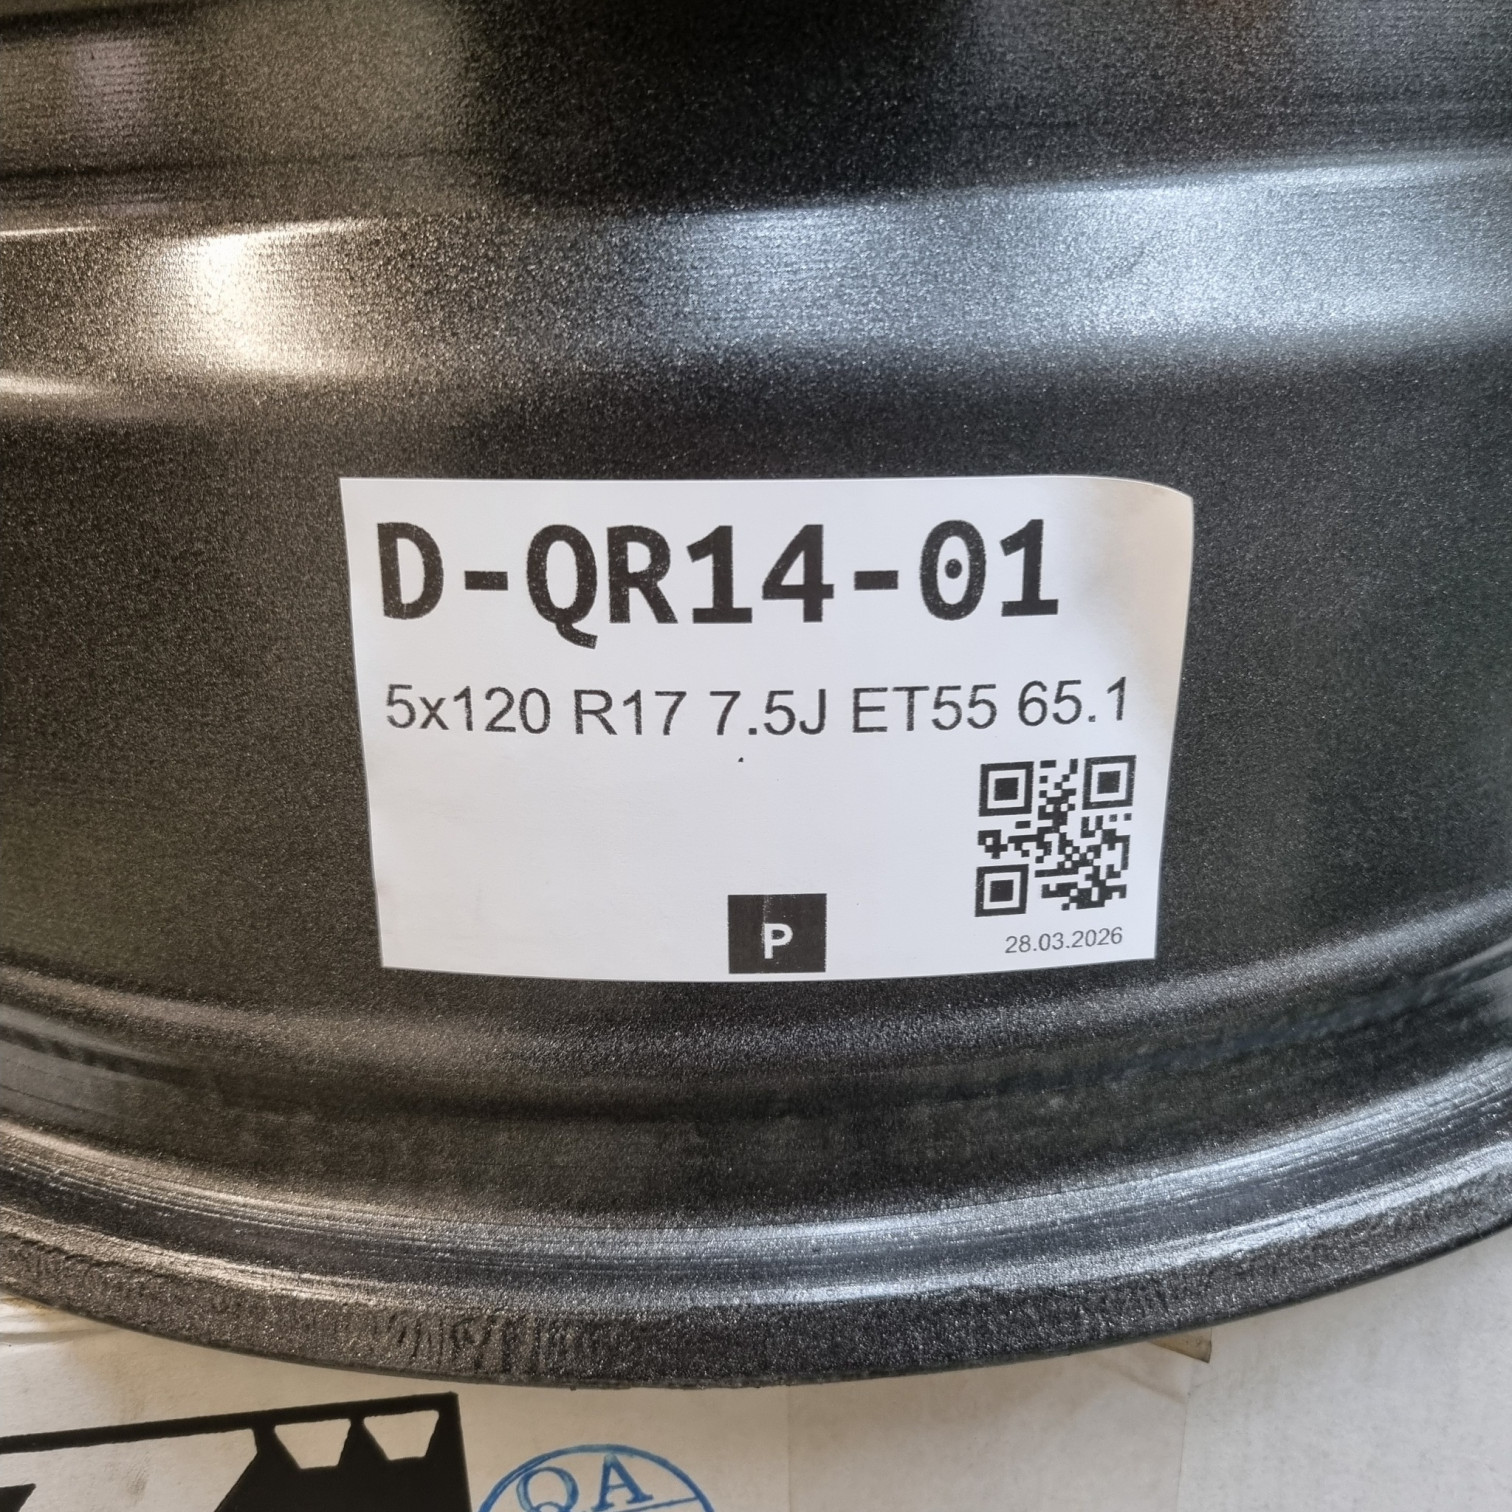 D-QR14-01
5x120 R17 7.5J ET55 65.1
P
28.03.2026
QA